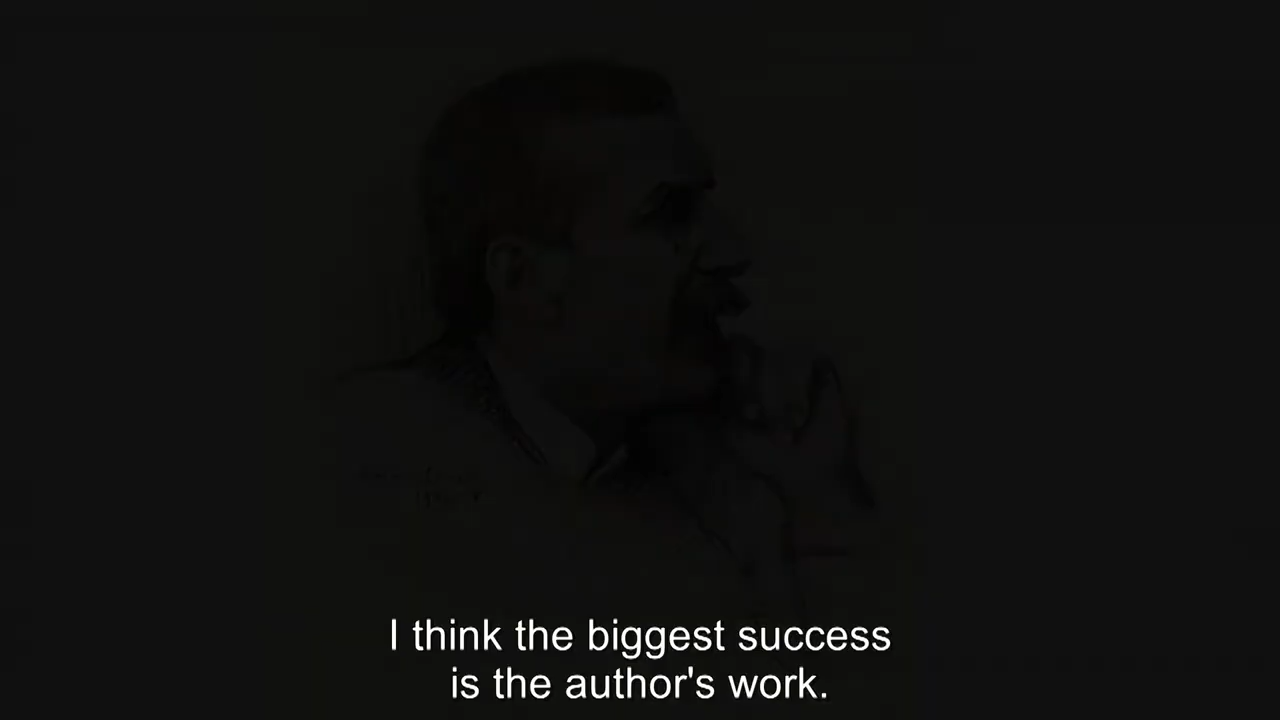 I think the biggest success
is the author's work.